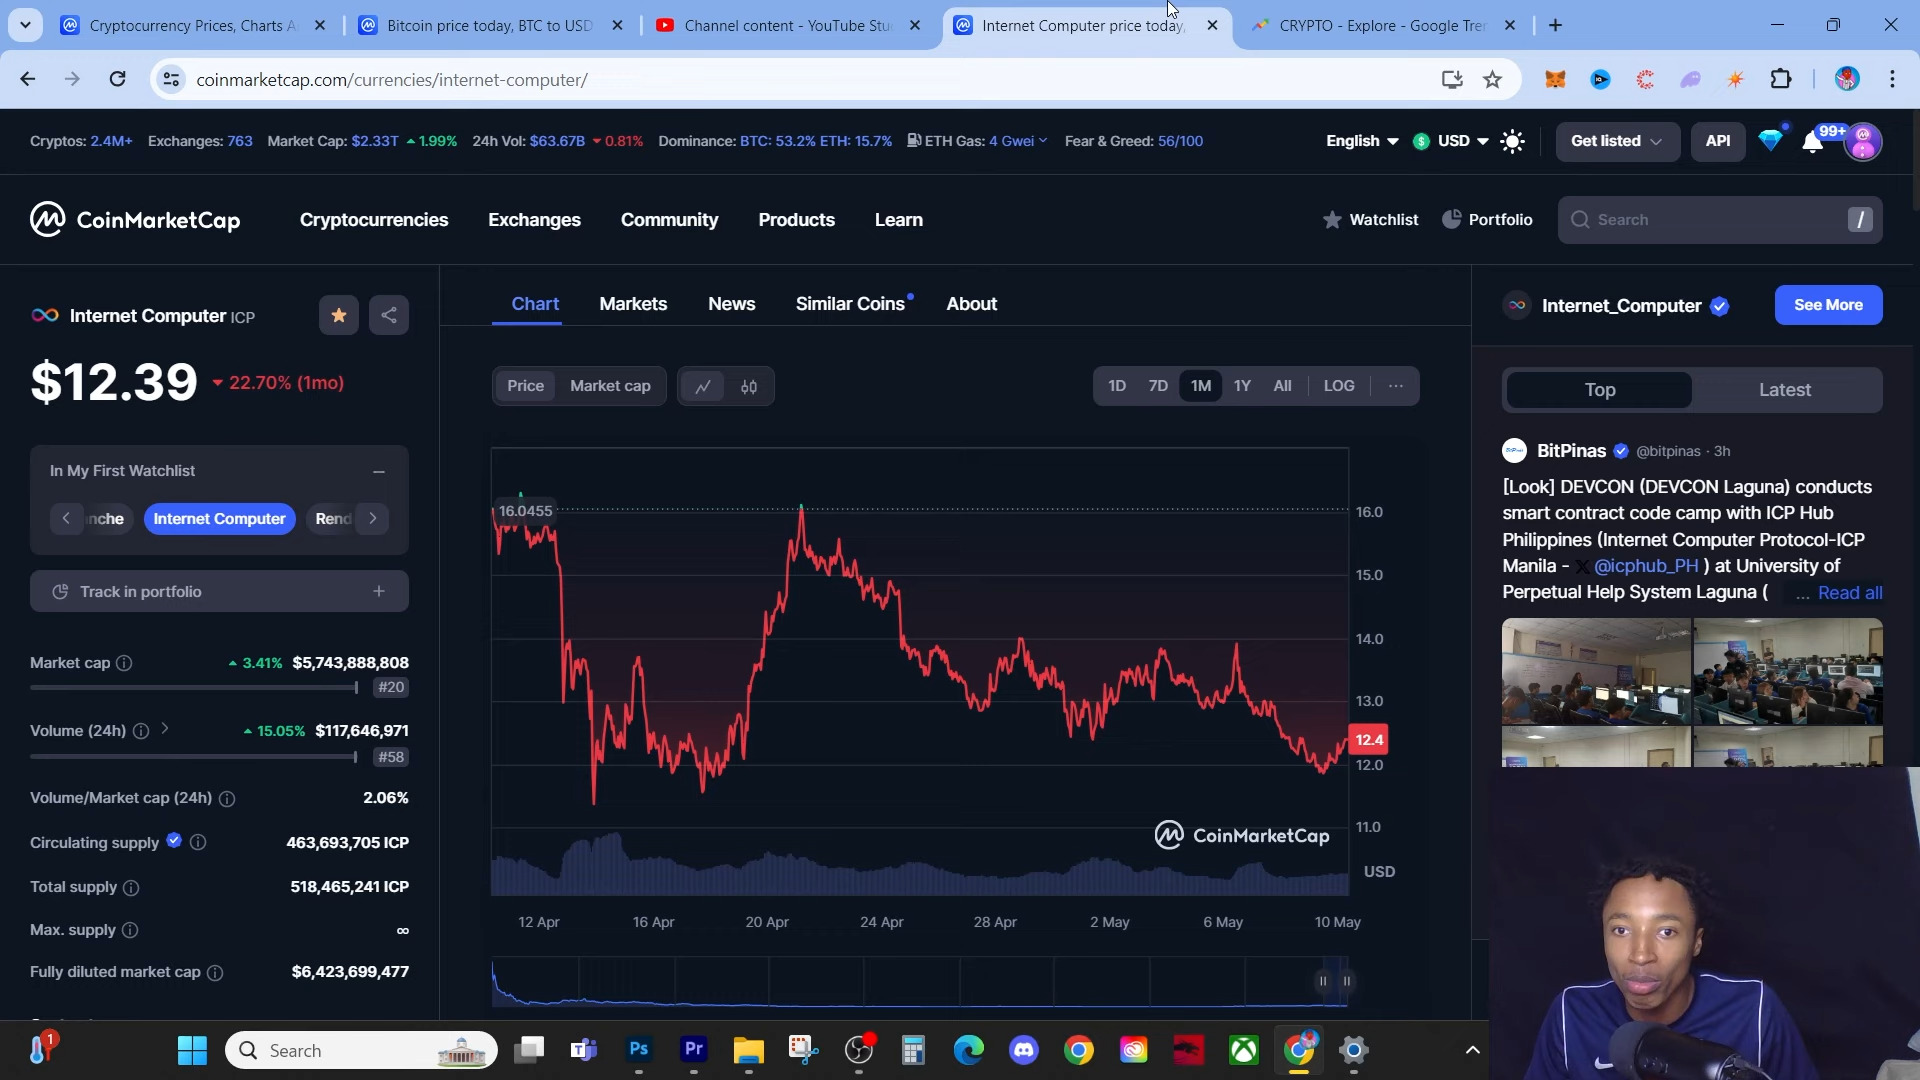 Cryptocurrency Prices, Charts A
Bitcoin price today, BTC to USD
Channel content - YouTube Stu
Internet Computer price today,
CRYPTO - Explore - Google Tren
coinmarketcap.com/currencies/internet-computer/
Cryptos: 2.4M+ Exchanges: 763 Market Cap: $2.33T 1.99% 24h Vol: $63.67B 0.81% Dominance: BTC: 53.2% ETH: 15.7% ETH Gas: 4 Gwei Fear & Greed: 56/100
English $ USD Get listed API 99+
CoinMarketCap Cryptocurrencies Exchanges Community Products Learn Watchlist Portfolio Search /
Internet Computer ICP
$12.39 22.70% (1mo)
In My First Watchlist
nche Internet Computer Rend
Track in portfolio +
Market cap 3.41% $5,743,888,808
#20
Volume (24h) 15.05% $117,646,971
#58
Volume/Market cap (24h) 2.06%
Circulating supply 463,693,705 ICP
Total supply 518,465,241 ICP
Max. supply ∞
Fully diluted market cap $6,423,699,477
Chart Markets News Similar Coins About
Price Market cap 1D 7D 1M 1Y All LOG ...
16.0455
16.0
15.0
14.0
13.0
12.4
12.0
11.0
CoinMarketCap
USD
12 Apr 16 Apr 20 Apr 24 Apr 28 Apr 2 May 6 May 10 May
Internet_Computer See More
Top Latest
BitPinas @bitpinas · 3h
[Look] DEVCON (DEVCON Laguna) conducts
smart contract code camp with ICP Hub
Philippines (Internet Computer Protocol-ICP
Manila - @icphub_PH ) at University of
Perpetual Help System Laguna ( ... Read all
1 Search Ps Pr